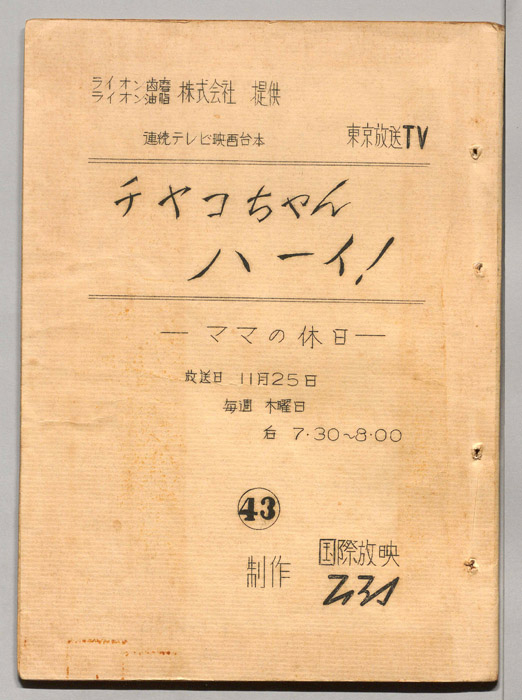 ライオン歯磨
ライオン油脂 株式会社 提供
連続テレビ映画台本 東京放送TV
チヤコちゃん
ハーイ!
ーママの休日ー
放送日 11月25日
毎週 木曜日
后 7・30〜8・00
43
制作 国際放映